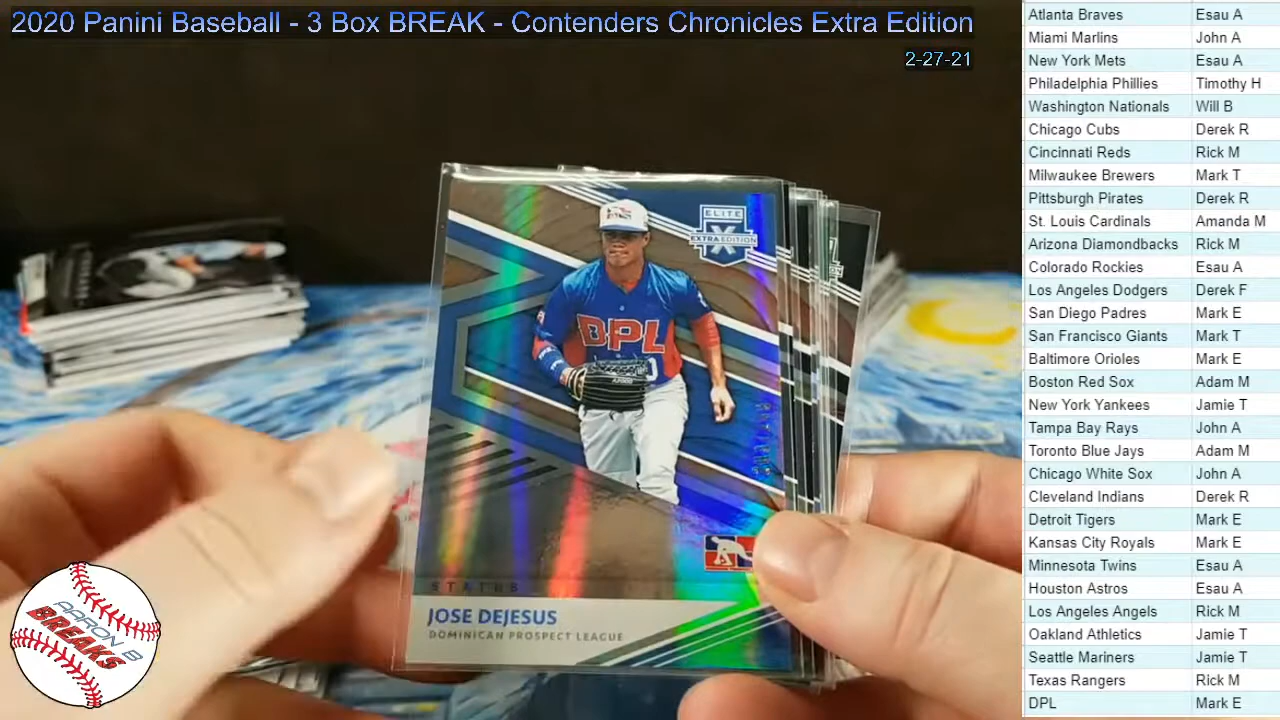 2020 Panini Baseball - 3 Box BREAK - Contenders Chronicles Extra Edition
2-27-21
ELITE
X
EXTRA EDITION
DPL
STATUS
JOSE DEJESUS
DOMINICAN PROSPECT LEAGUE
AARON B
BREAKS
Atlanta Braves Esau A
Miami Marlins John A
New York Mets Esau A
Philadelphia Phillies Timothy H
Washington Nationals Will B
Chicago Cubs Derek R
Cincinnati Reds Rick M
Milwaukee Brewers Mark T
Pittsburgh Pirates Derek R
St. Louis Cardinals Amanda M
Arizona Diamondbacks Rick M
Colorado Rockies Esau A
Los Angeles Dodgers Derek F
San Diego Padres Mark E
San Francisco Giants Mark T
Baltimore Orioles Mark E
Boston Red Sox Adam M
New York Yankees Jamie T
Tampa Bay Rays John A
Toronto Blue Jays Adam M
Chicago White Sox John A
Cleveland Indians Derek R
Detroit Tigers Mark E
Kansas City Royals Mark E
Minnesota Twins Esau A
Houston Astros Esau A
Los Angeles Angels Rick M
Oakland Athletics Jamie T
Seattle Mariners Jamie T
Texas Rangers Rick M
DPL Mark E